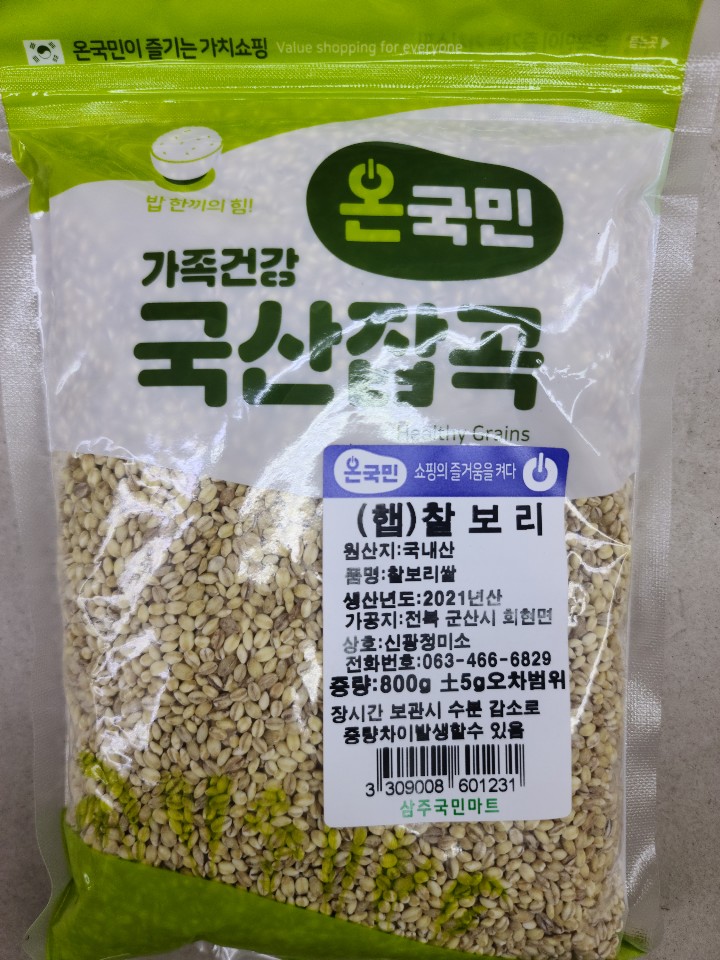 온국민이 즐기는 가치쇼핑 Value shopping for everyone
뜯는곳
밥 한끼의 힘!
온국민
가족건강
국산잡곡
Healthy Grains
온국민 쇼핑의 즐거움을 켜다
(햅)찰보리
원산지:국내산
품명:찰보리쌀
생산년도:2021년산
가공지:전북 군산시 회현면
상호:신광정미소
전화번호:063-466-6829
중량:800g 土5g오차범위
장시간 보관시 수분 감소로
중량차이발생할수 있음
3 309008 601231
삼주국민마트